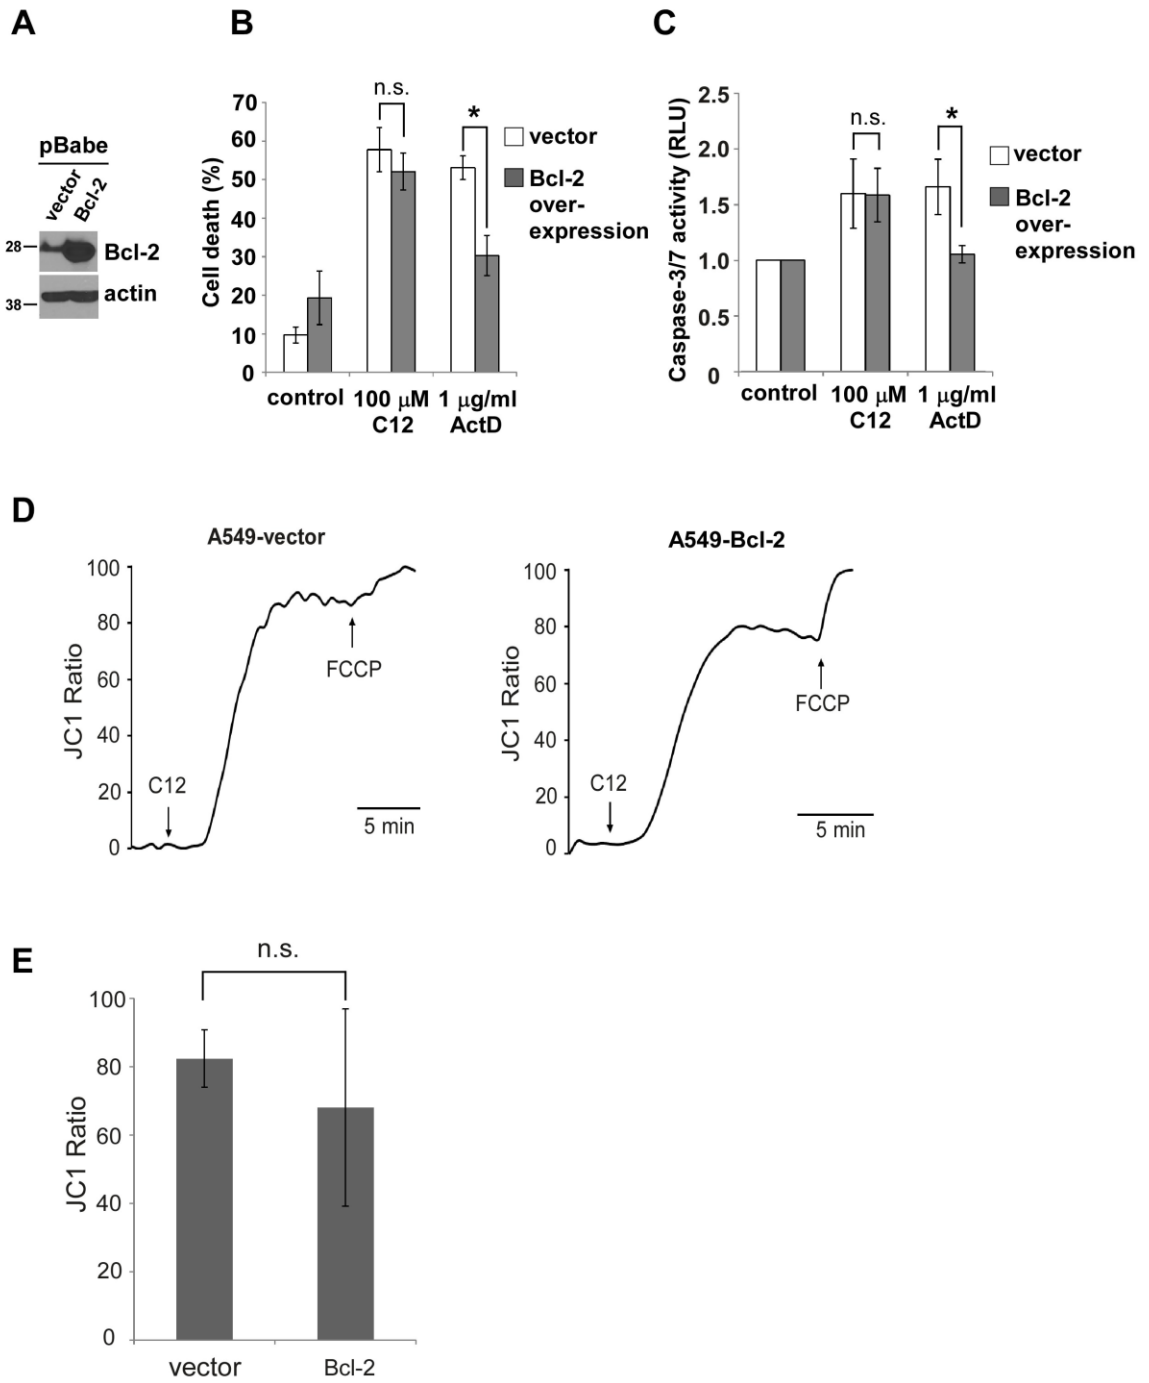 A
pBabe
vector
Bcl-2
28
Bcl-2
38
actin
B
n.s.
*
70
60
50
40
30
20
10
0
Cell death (%)
vector
Bcl-2
over-
expression
control
100 μM
C12
1 μg/ml
ActD
C
n.s.
*
2.5
2.0
1.5
1.0
0.5
0
Caspase-3/7 activity (RLU)
vector
Bcl-2
over-
expression
control
100 μM
C12
1 μg/ml
ActD
D
A549-vector
100
80
60
40
20
0
JC1 Ratio
C12
FCCP
5 min
A549-Bcl-2
100
80
60
40
20
0
JC1 Ratio
C12
FCCP
5 min
E
n.s.
100
80
60
40
20
0
JC1 Ratio
vector
Bcl-2